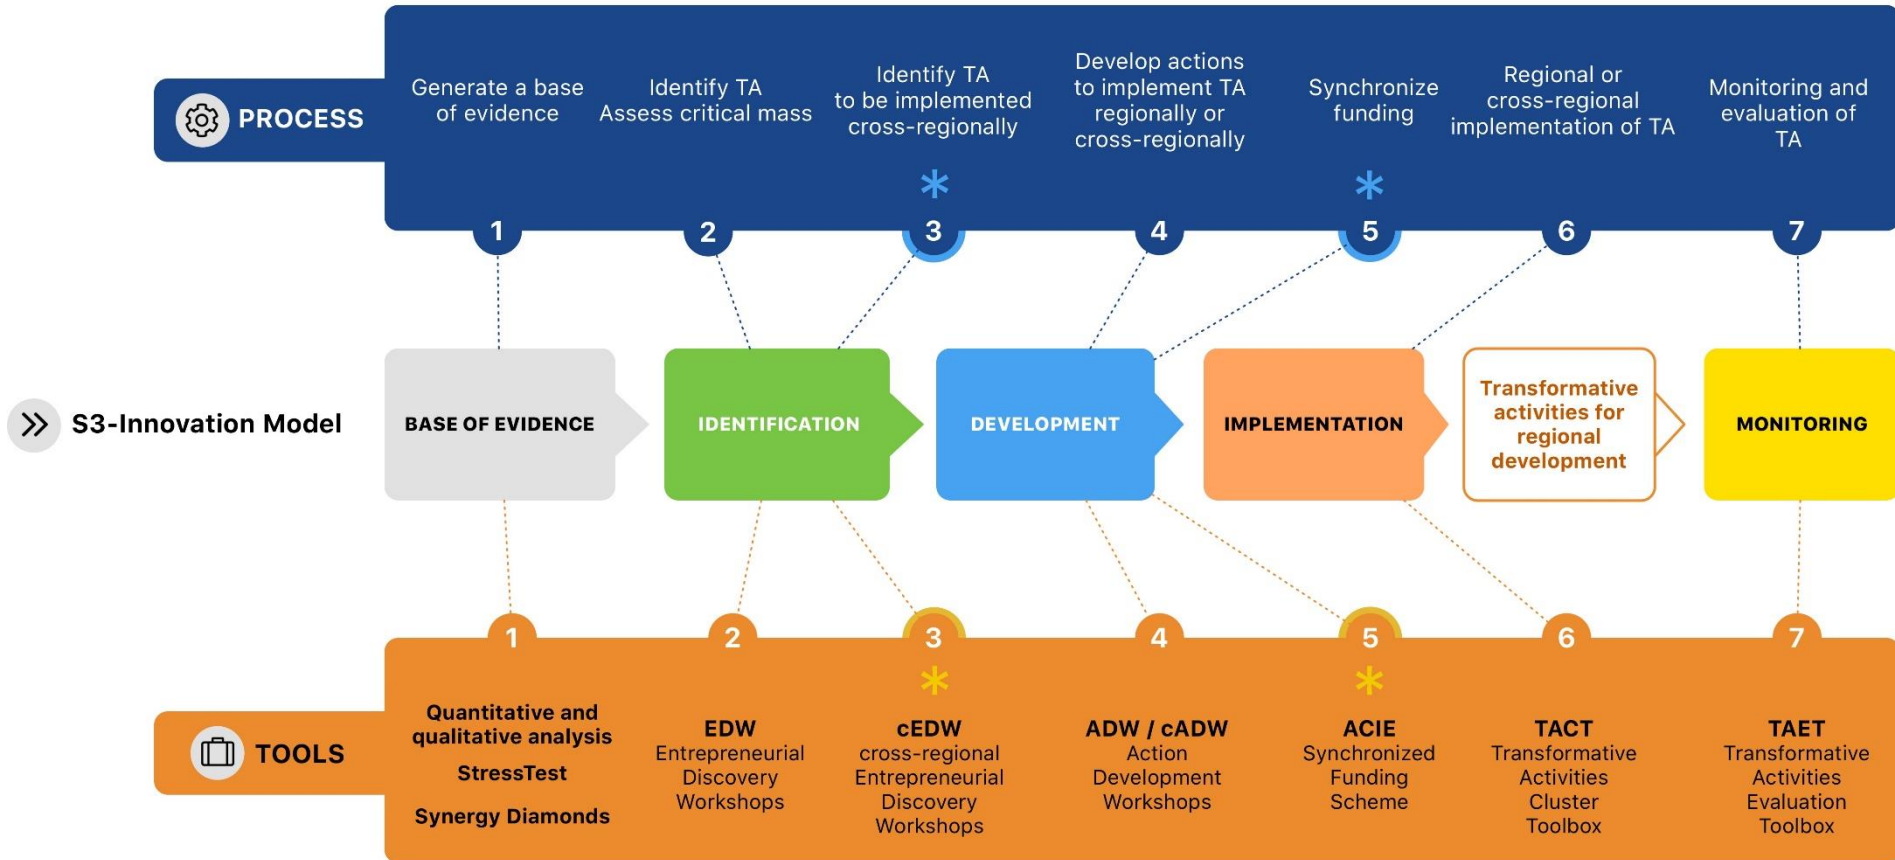 PROCESS
Generate a base
of evidence
Identify TA
Assess critical mass
Identify TA
to be implemented
cross-regionally
*
Develop actions
to implement TA
regionally or
cross-regionally
Synchronize
funding
*
Regional or
cross-regional
implementation of TA
Monitoring and
evaluation of
TA
1
2
3
4
5
6
7
S3-Innovation Model
BASE OF EVIDENCE
IDENTIFICATION
DEVELOPMENT
IMPLEMENTATION
Transformative
activities for
regional
development
MONITORING
1
2
3
4
5
6
7
TOOLS
Quantitative and
qualitative analysis
StressTest
Synergy Diamonds
EDW
Entrepreneurial
Discovery
Workshops
*
cEDW
cross-regional
Entrepreneurial
Discovery
Workshops
ADW / cADW
Action
Development
Workshops
*
ACIE
Synchronized
Funding
Scheme
TACT
Transformative
Activities
Cluster
Toolbox
TAET
Transformative
Activities
Evaluation
Toolbox